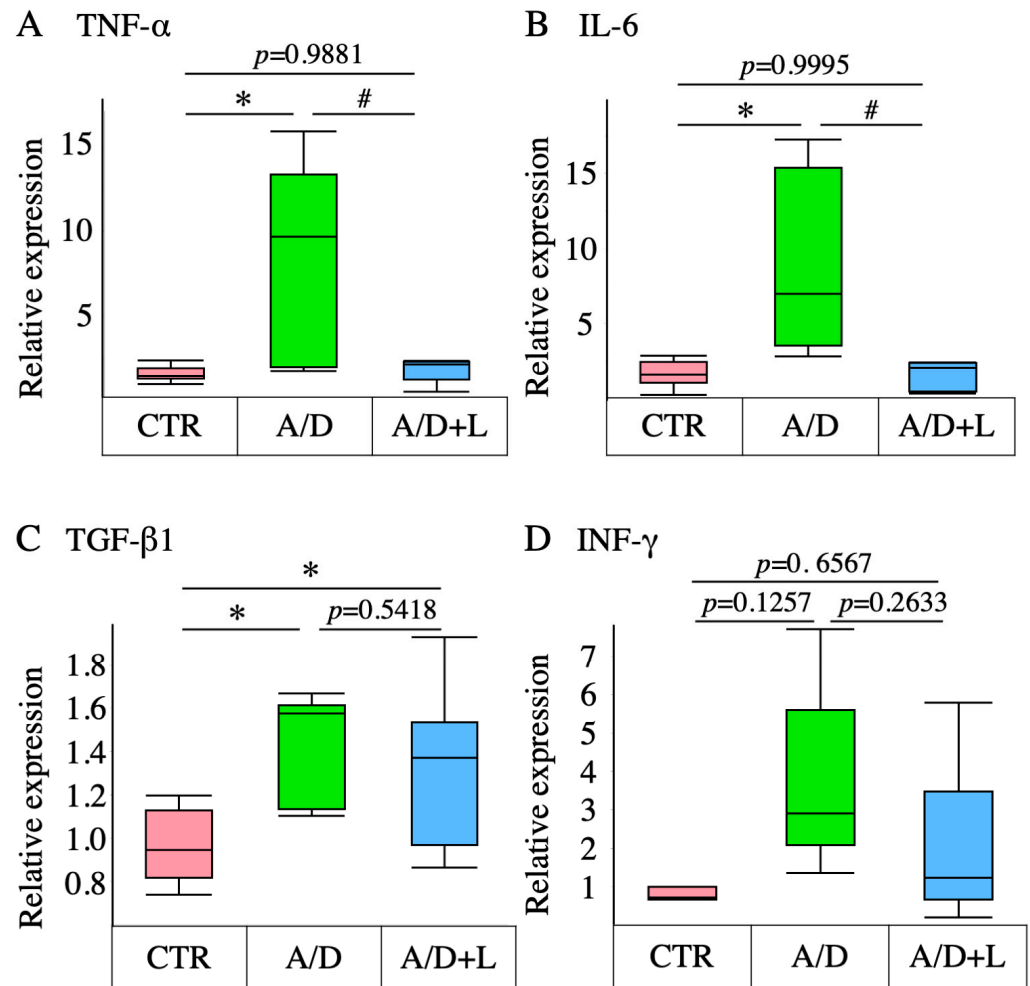 A TNF-α
p=0.9881
* #
Relative expression
15
10
5
CTR A/D A/D+L
B IL-6
p=0.9995
* #
Relative expression
15
10
5
CTR A/D A/D+L
C TGF-β1
*
* p=0.5418
Relative expression
1.8
1.6
1.4
1.2
1.0
0.8
CTR A/D A/D+L
D INF-γ
p=0. 6567
p=0.1257 p=0.2633
Relative expression
7
6
5
4
3
2
1
CTR A/D A/D+L